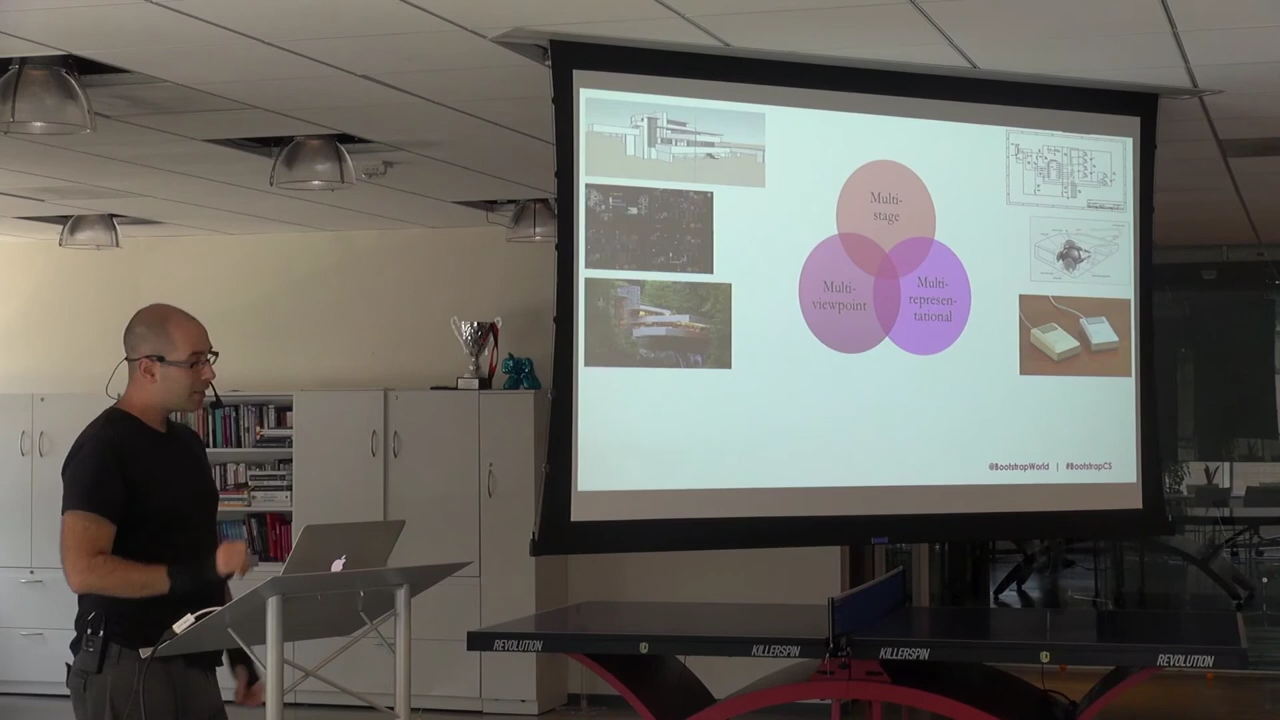 Multi-
stage
Multi-
viewpoint
Multi-
represen-
tational
@BootstrapWorld | #BootstrapCS
REVOLUTION
KILLERSPIN
KILLERSPIN
REVOLUTION